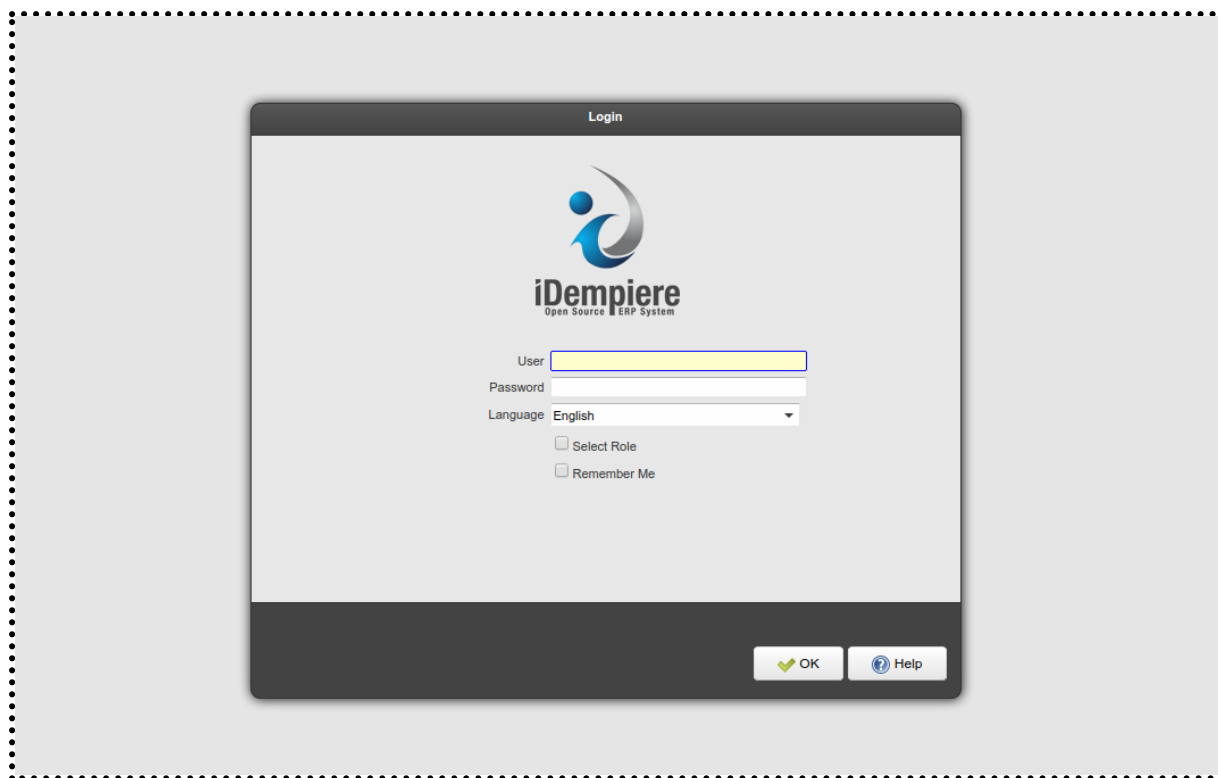 Login
iDempiere
Open Source ERP System
User
Password
Language English
Select Role
Remember Me
OK Help